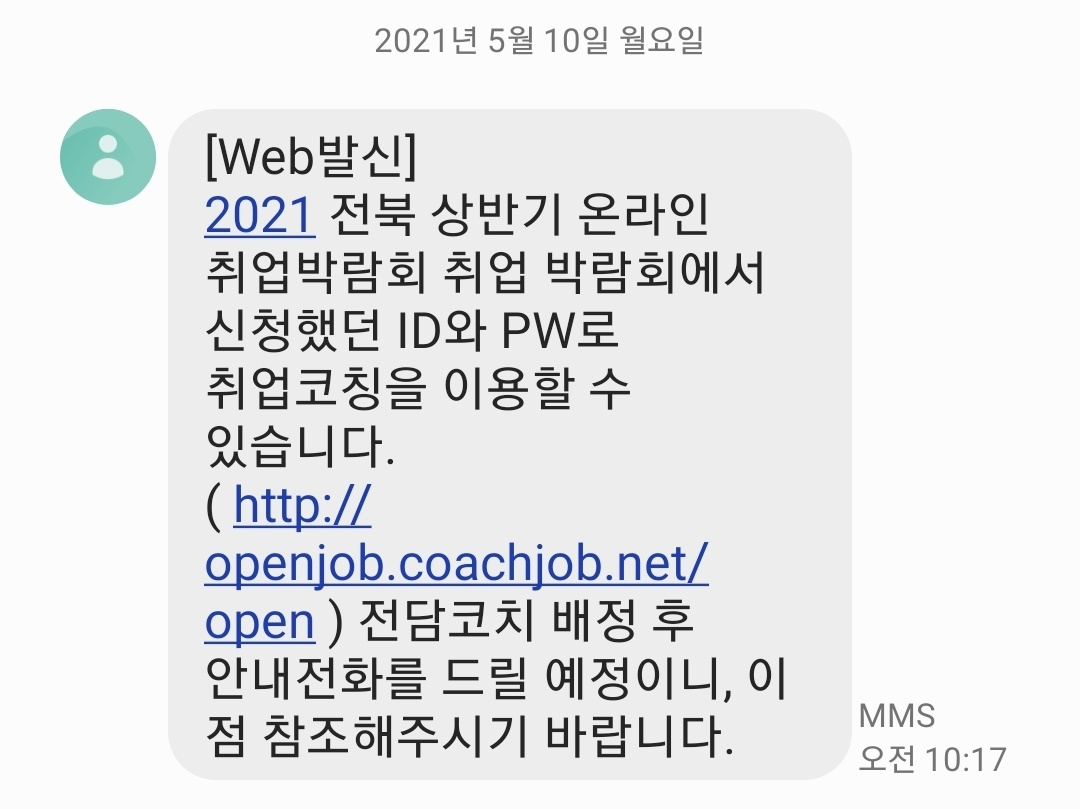 2021년 5월 10일 월요일
[Web발신]
2021 전북 상반기 온라인
취업박람회 취업 박람회에서
신청했던 ID와 PW로
취업코칭을 이용할 수
있습니다.
( http://
openjob.coachjob.net/
open ) 전담코치 배정 후
안내전화를 드릴 예정이니, 이
점 참조해주시기 바랍니다.
MMS
오전 10:17